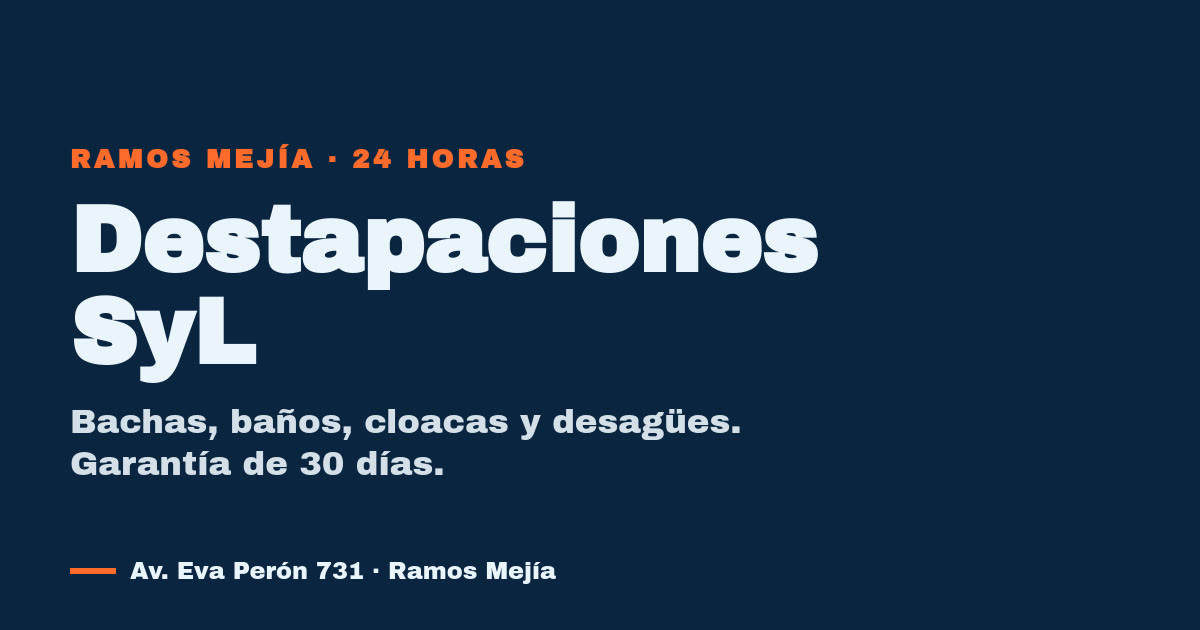 RAMOS MEJÍA · 24 HORAS
Destapaciones
SyL
Bachas, baños, cloacas y desagües.
Garantía de 30 días.
Av. Eva Perón 731 · Ramos Mejía